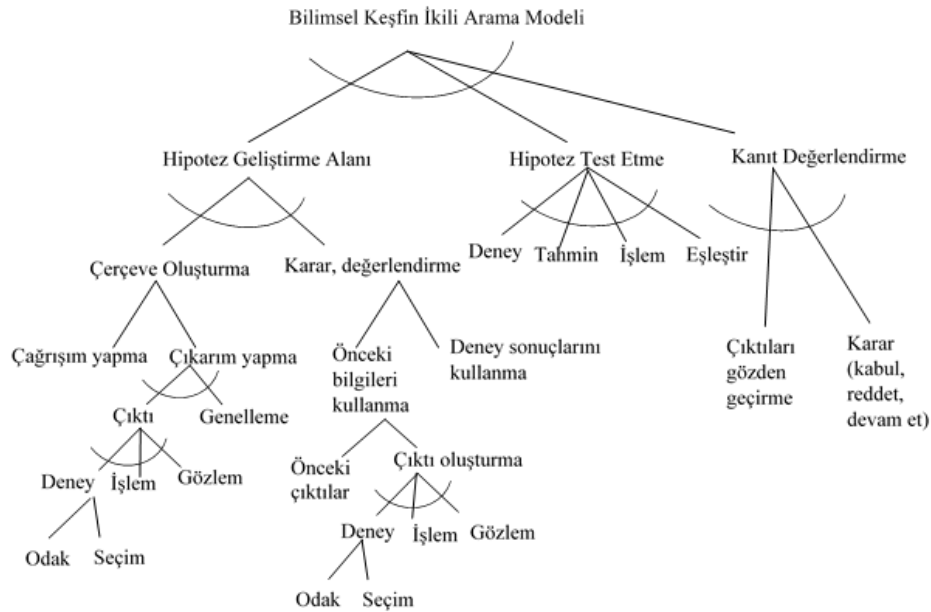 Bilimsel Keşfin İkili Arama Modeli
Hipotez Geliştirme Alanı
Hipotez Test Etme
Kanıt Değerlendirme
Çerçeve Oluşturma
Karar, değerlendirme
Deney
Tahmin
İşlem
Eşleştir
Çağrışım yapma
Çıkarım yapma
Önceki
bilgileri
kullanma
Deney sonuçlarını
kullanma
Çıktıları
gözden
geçirme
Karar
(kabul,
reddet,
devam et)
Çıktı
Genelleme
Önceki
çıktılar
Çıktı oluşturma
Deney
İşlem
Gözlem
Deney
İşlem
Gözlem
Odak
Seçim
Odak
Seçim